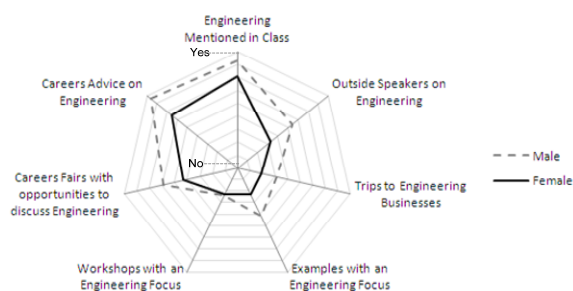 Engineering
Mentioned in Class
Yes
Careers Advice on
Engineering
Outside Speakers on
Engineering
No
Male
Female
Careers Fairs with
opportunities to
discuss Engineering
Trips to Engineering
Businesses
Workshops with an
Engineering Focus
Examples with an
Engineering Focus